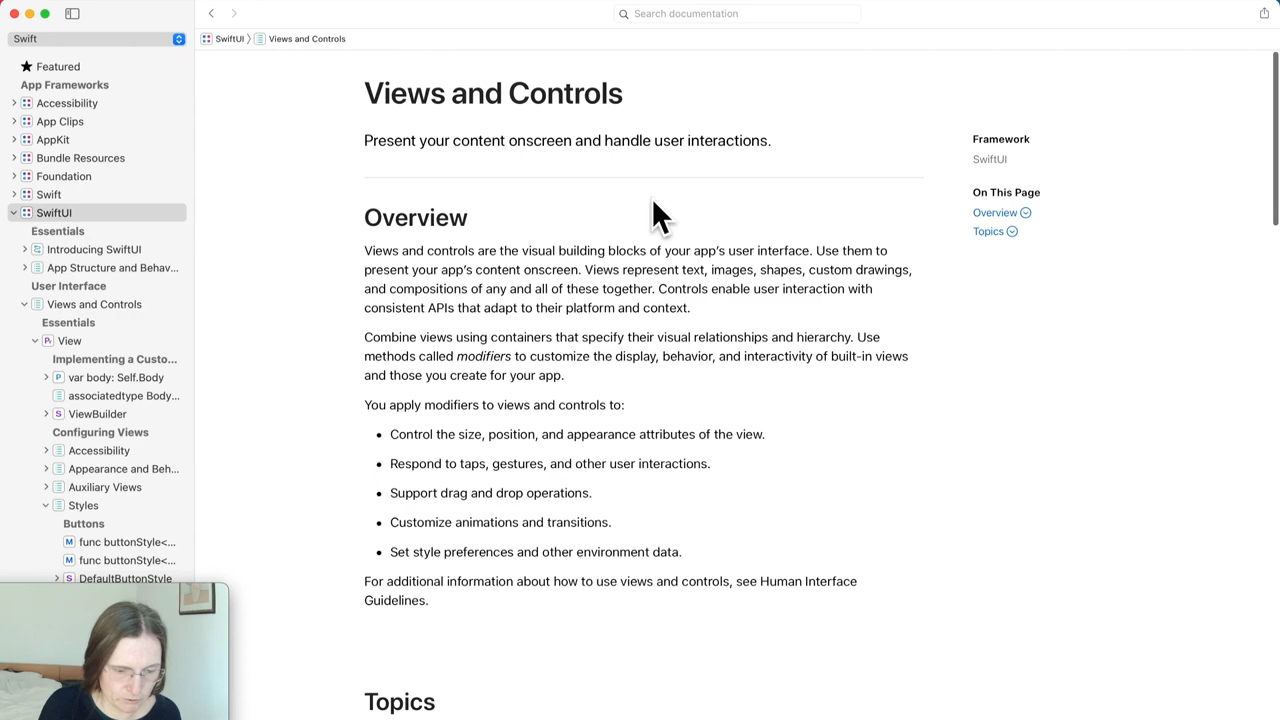 Search documentation
Swift
SwiftUI
Views and Controls
Featured
App Frameworks
Accessibility
App Clips
AppKit
Bundle Resources
Foundation
Swift
SwiftUI
Essentials
Introducing SwiftUI
App Structure and Behav...
User Interface
Views and Controls
Essentials
Pr View
Implementing a Custo...
P var body: Self.Body
associatedtype Body...
S ViewBuilder
Configuring Views
Accessibility
Appearance and Beh...
Auxiliary Views
Styles
Buttons
M func buttonStyle<...
M func buttonStyle<...
S DefaultButtonStyle
Views and Controls
Present your content onscreen and handle user interactions.
Overview
Views and controls are the visual building blocks of your app’s user interface. Use them to
present your app’s content onscreen. Views represent text, images, shapes, custom drawings,
and compositions of any and all of these together. Controls enable user interaction with
consistent APIs that adapt to their platform and context.
Combine views using containers that specify their visual relationships and hierarchy. Use
methods called modifiers to customize the display, behavior, and interactivity of built-in views
and those you create for your app.
You apply modifiers to views and controls to:
• Control the size, position, and appearance attributes of the view.
• Respond to taps, gestures, and other user interactions.
• Support drag and drop operations.
• Customize animations and transitions.
• Set style preferences and other environment data.
For additional information about how to use views and controls, see Human Interface
Guidelines.
Topics
Framework
SwiftUI
On This Page
Overview
Topics